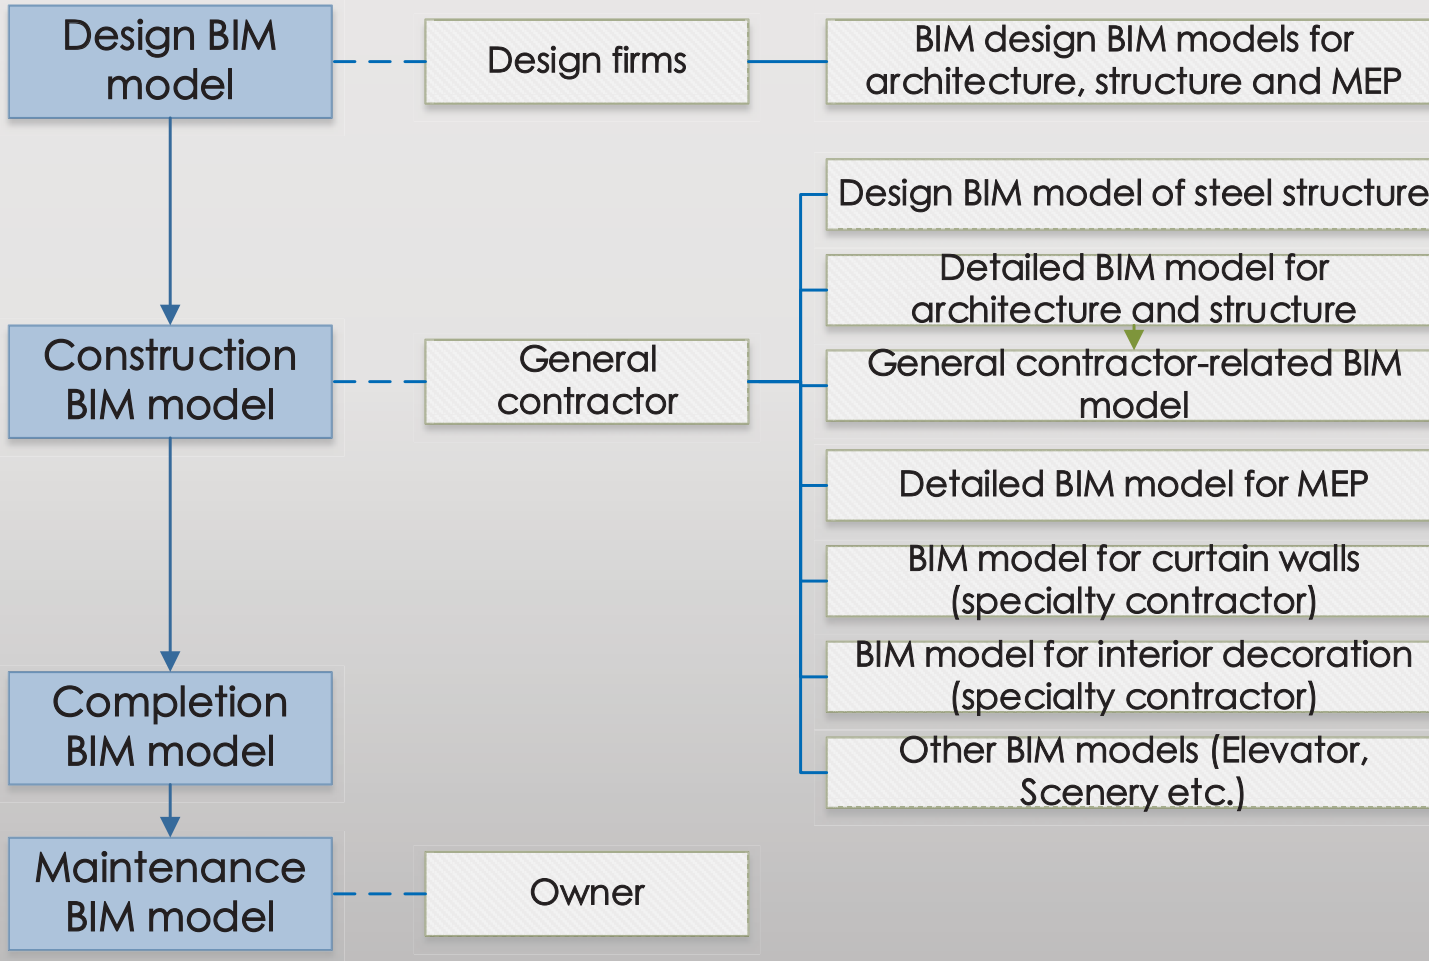 Design BIM
model
Design firms
BIM design BIM models for
architecture, structure and MEP
Design BIM model of steel structure
Detailed BIM model for
architecture and structure
Construction
BIM model
General
contractor
General contractor-related BIM
model
Detailed BIM model for MEP
BIM model for curtain walls
(specialty contractor)
BIM model for interior decoration
(specialty contractor)
Other BIM models (Elevator,
Scenery etc.)
Completion
BIM model
Maintenance
BIM model
Owner